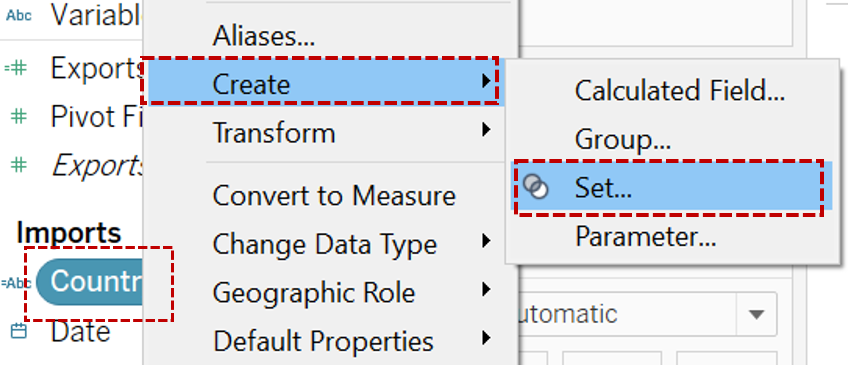 Abc Variabl
Aliases...
=# Exports
Create
Calculated Field...
# Pivot Fi
Transform
Group...
# Exports
Set...
Convert to Measure
Parameter...
Imports
Change Data Type
=Abc Countr
Geographic Role
utomatic
Date
Default Properties